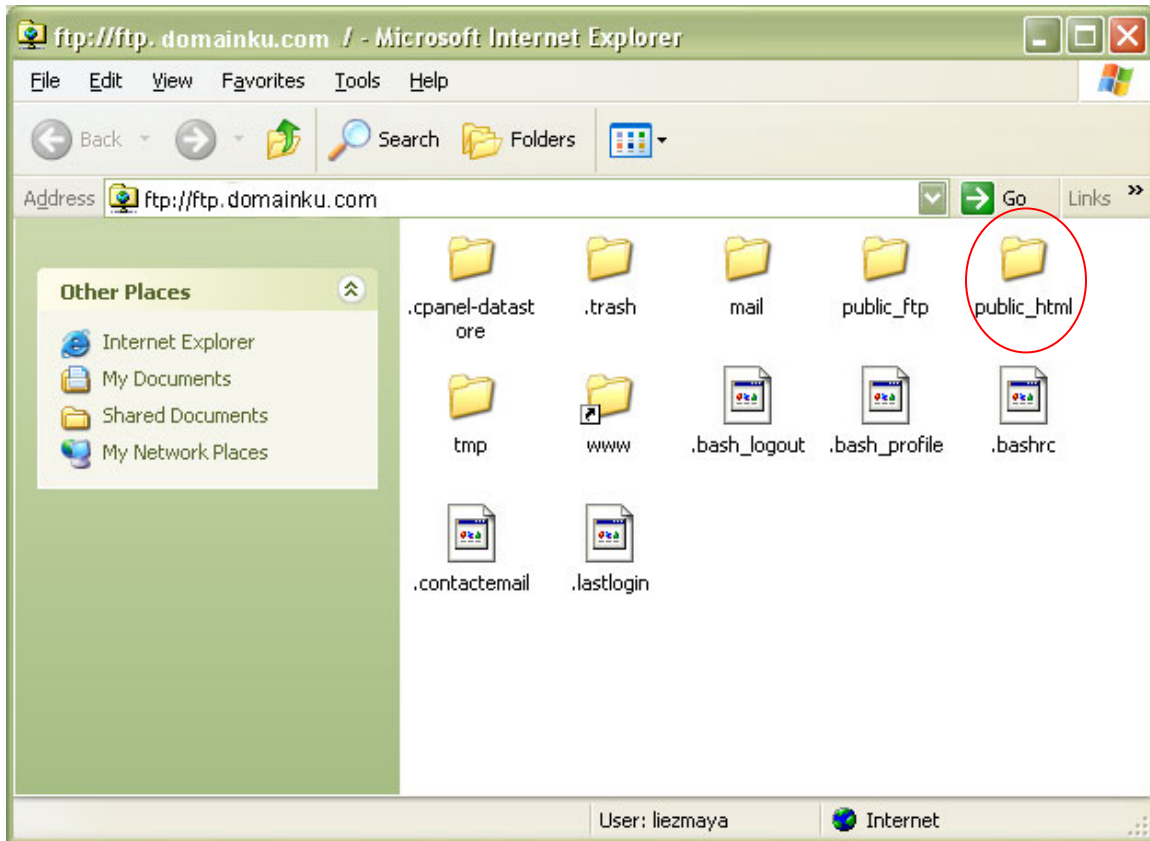 ftp://ftp. domainku.com / - Microsoft Internet Explorer
File Edit View Favorites Tools Help
Back Search Folders
Address ftp://ftp.domainku.com Go Links »
Other Places
Internet Explorer
My Documents
Shared Documents
My Network Places
.cpanel-datast
ore
.trash
mail
public_ftp
public_html
tmp
www
.bash_logout
.bash_profile
.bashrc
.contactemail
.lastlogin
User: liezmaya Internet